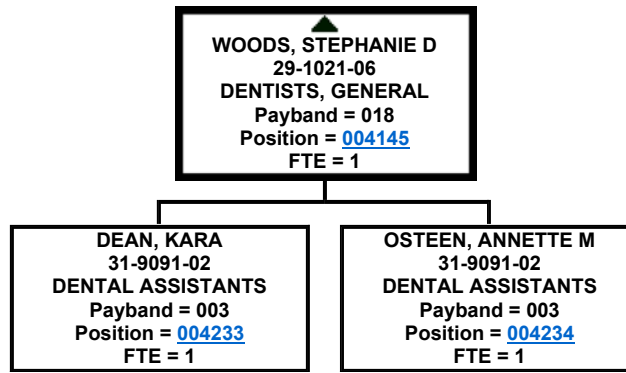 WOODS, STEPHANIE D
29-1021-06
DENTISTS, GENERAL
Payband = 018
Position = 004145
FTE = 1
DEAN, KARA
31-9091-02
DENTAL ASSISTANTS
Payband = 003
Position = 004233
FTE = 1
OSTEEN, ANNETTE M
31-9091-02
DENTAL ASSISTANTS
Payband = 003
Position = 004234
FTE = 1